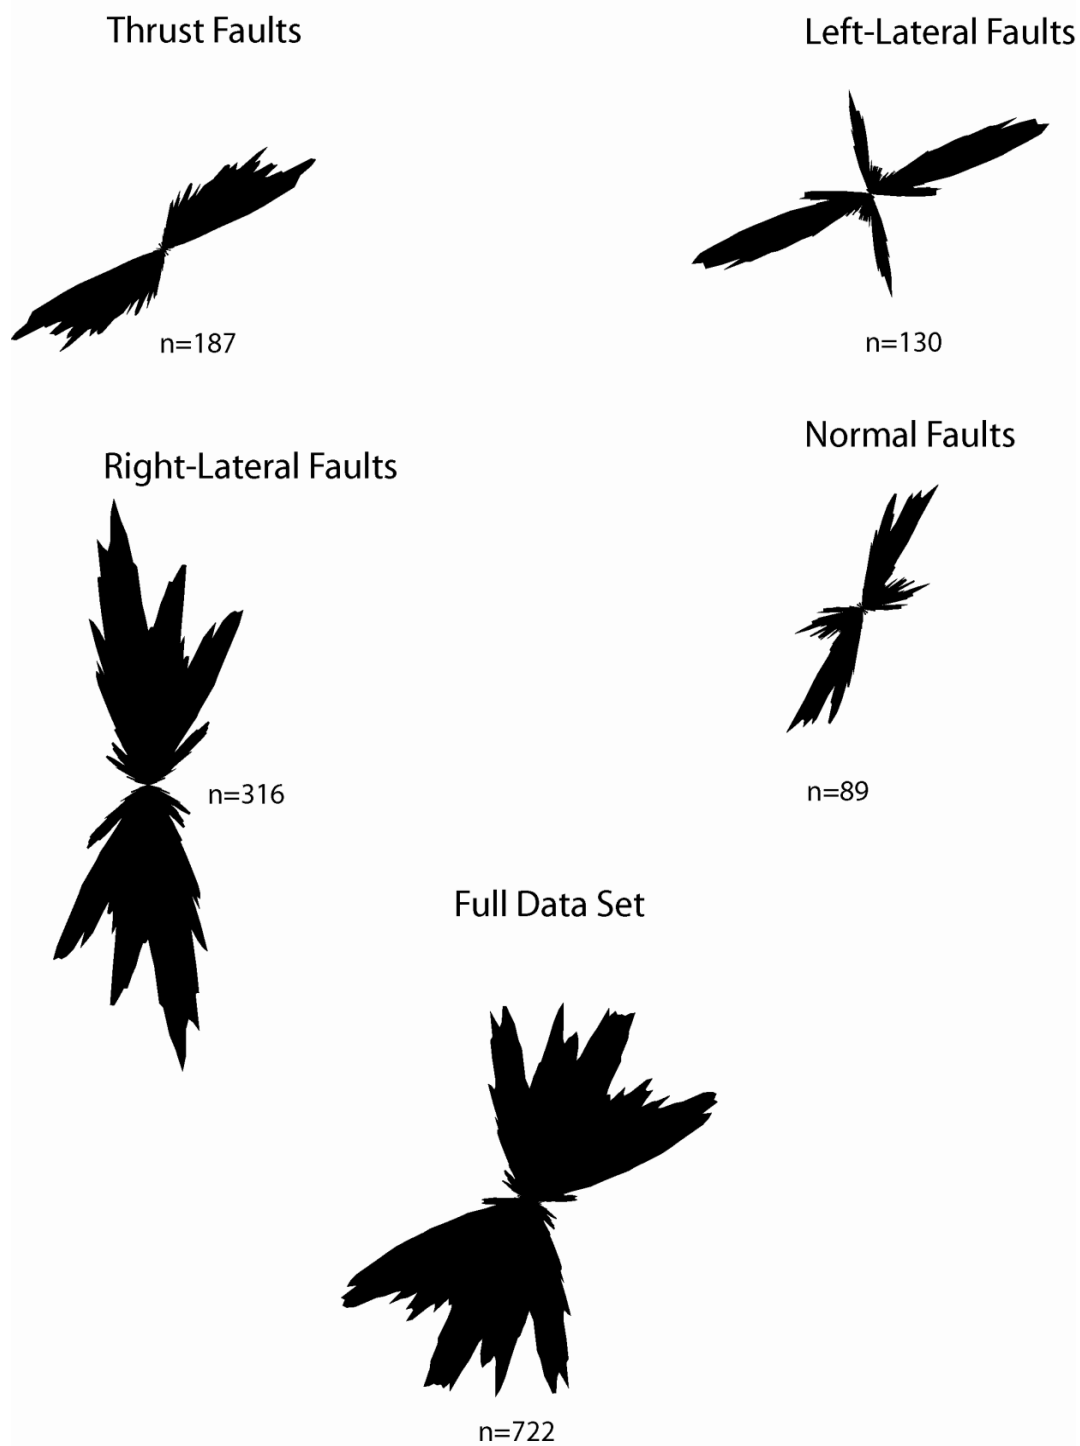 Thrust Faults
Left-Lateral Faults
n=187
n=130
Normal Faults
Right-Lateral Faults
n=316
n=89
Full Data Set
n=722